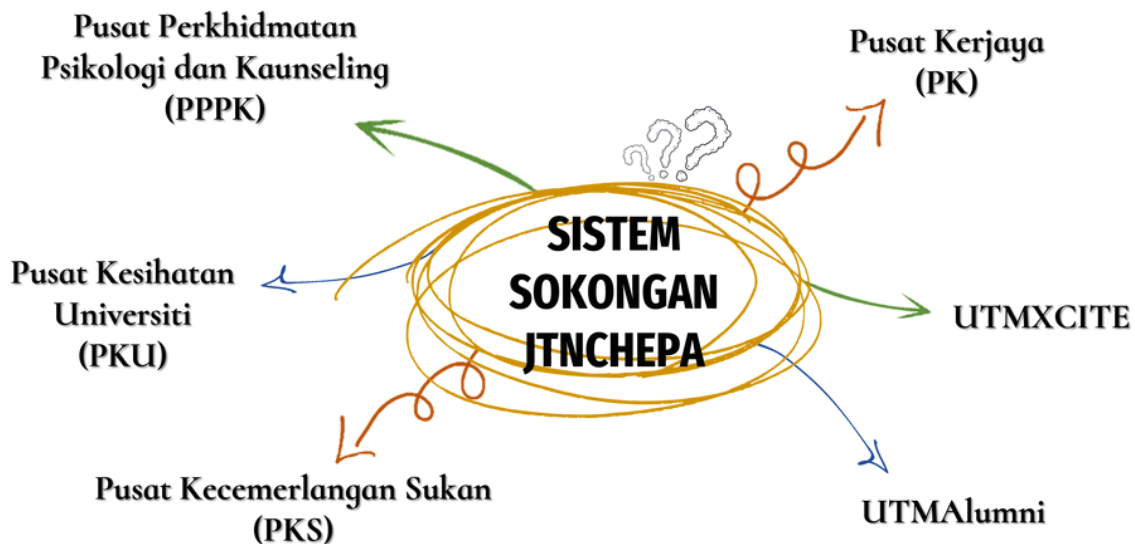 Pusat Perkhidmatan
Psikologi dan Kaunseling
(PPPK)
Pusat Kerjaya
(PK)
???
SISTEM
SOKONGAN
JTNCHEPA
Pusat Kesihatan
Universiti
(PKU)
UTMXCITE
Pusat Kecemerlangan Sukan
(PKS)
UTMAlumni